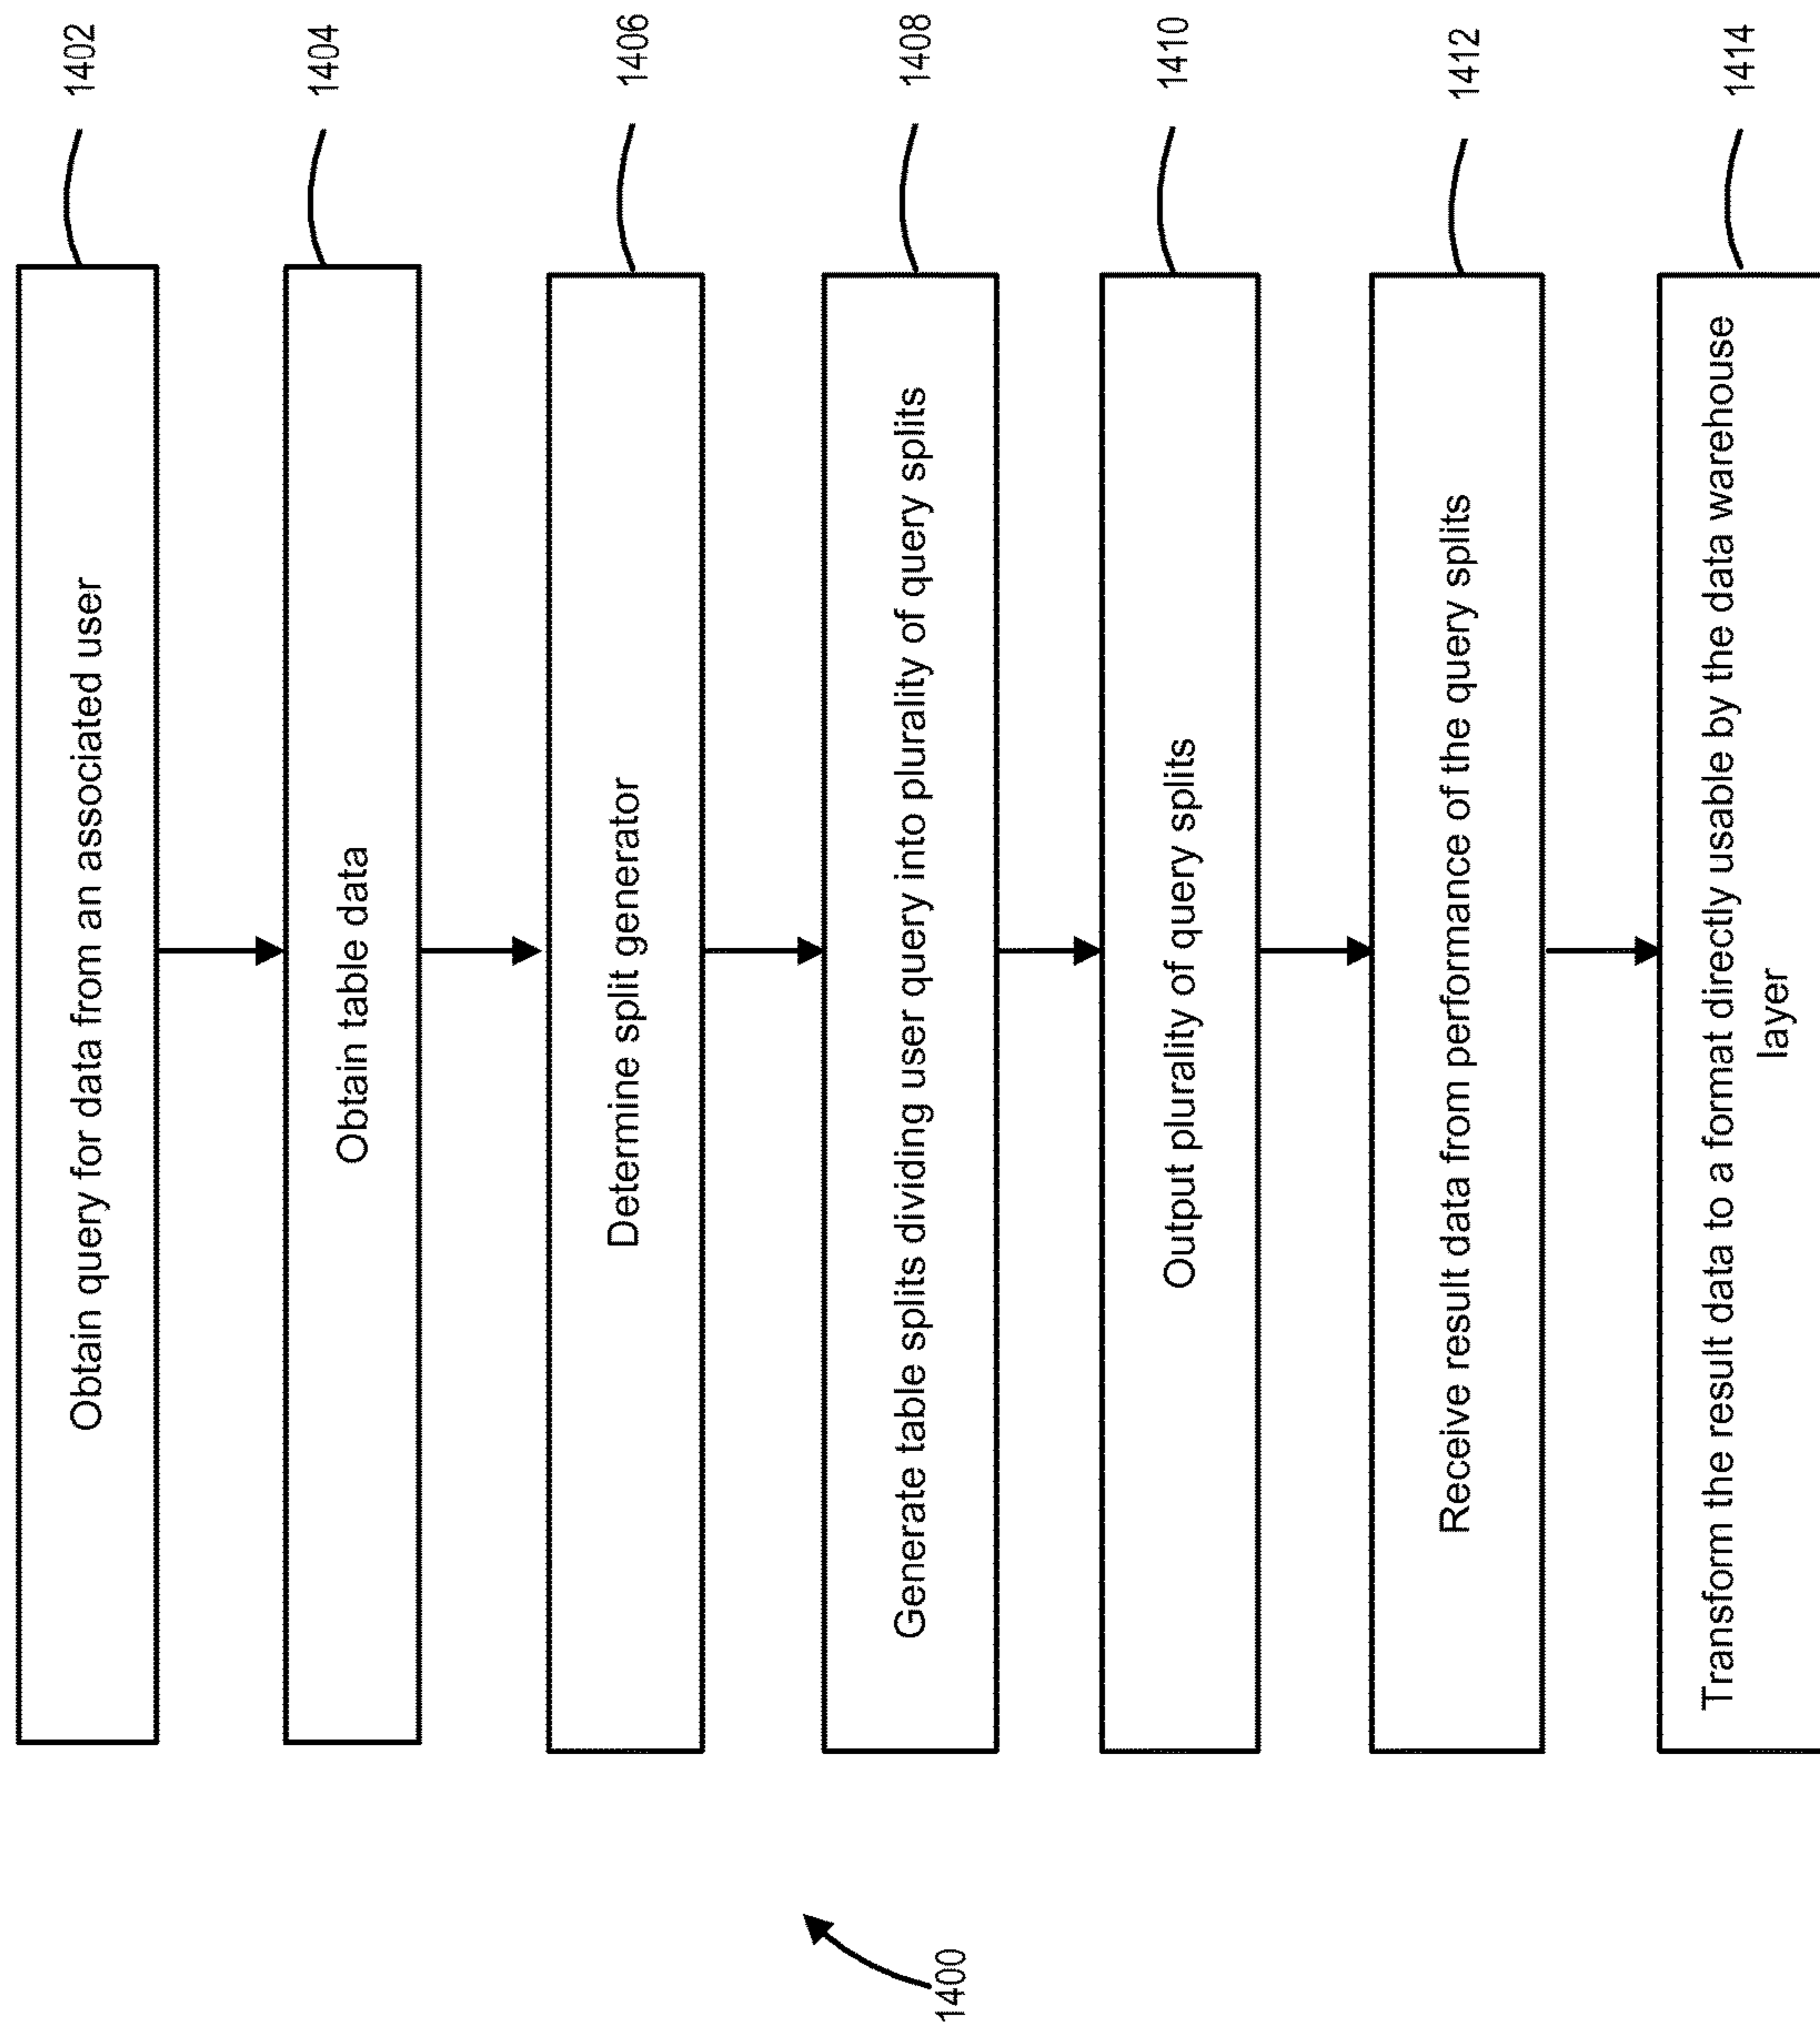 Obtain query for data from an associated user
1402
Obtain table data
1404
Determine split generator
1406
Generate table splits dividing user query into plurality of query splits
1408
Output plurality of query splits
1410
Receive result data from performance of the query splits
1412
Transform the result data to a format directly usable by the data warehouse
layer
1414
1400